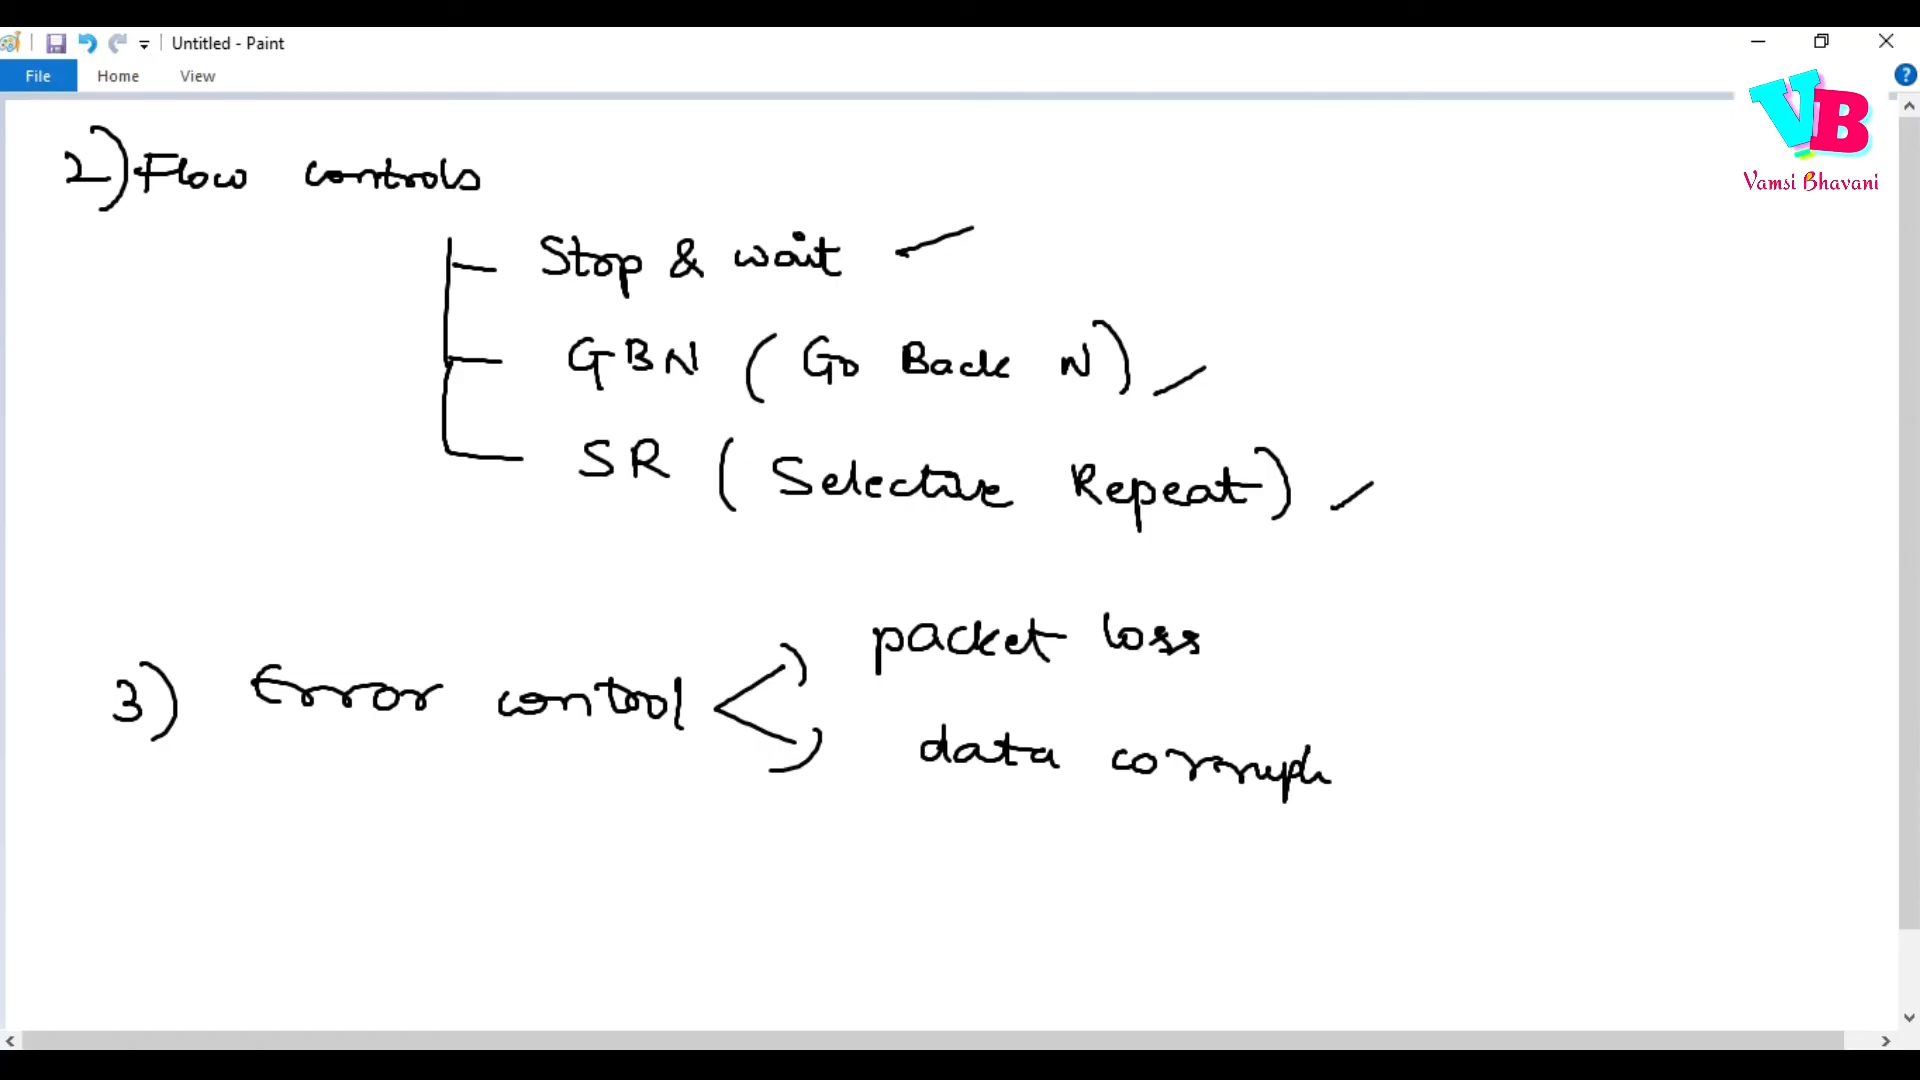 Untitled - Paint
File Home View
VB
Vamsi Bhavani
2) Flow controls
Stop & wait
GBN (Go Back N)
SR (Selective Repeat)
3) Error control
packet loss
data